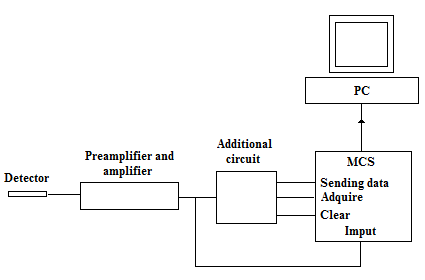 PC
Additional
circuit
Preamplifier and
amplifier
MCS
Detector
Sending data
Adquire
Clear
Imput